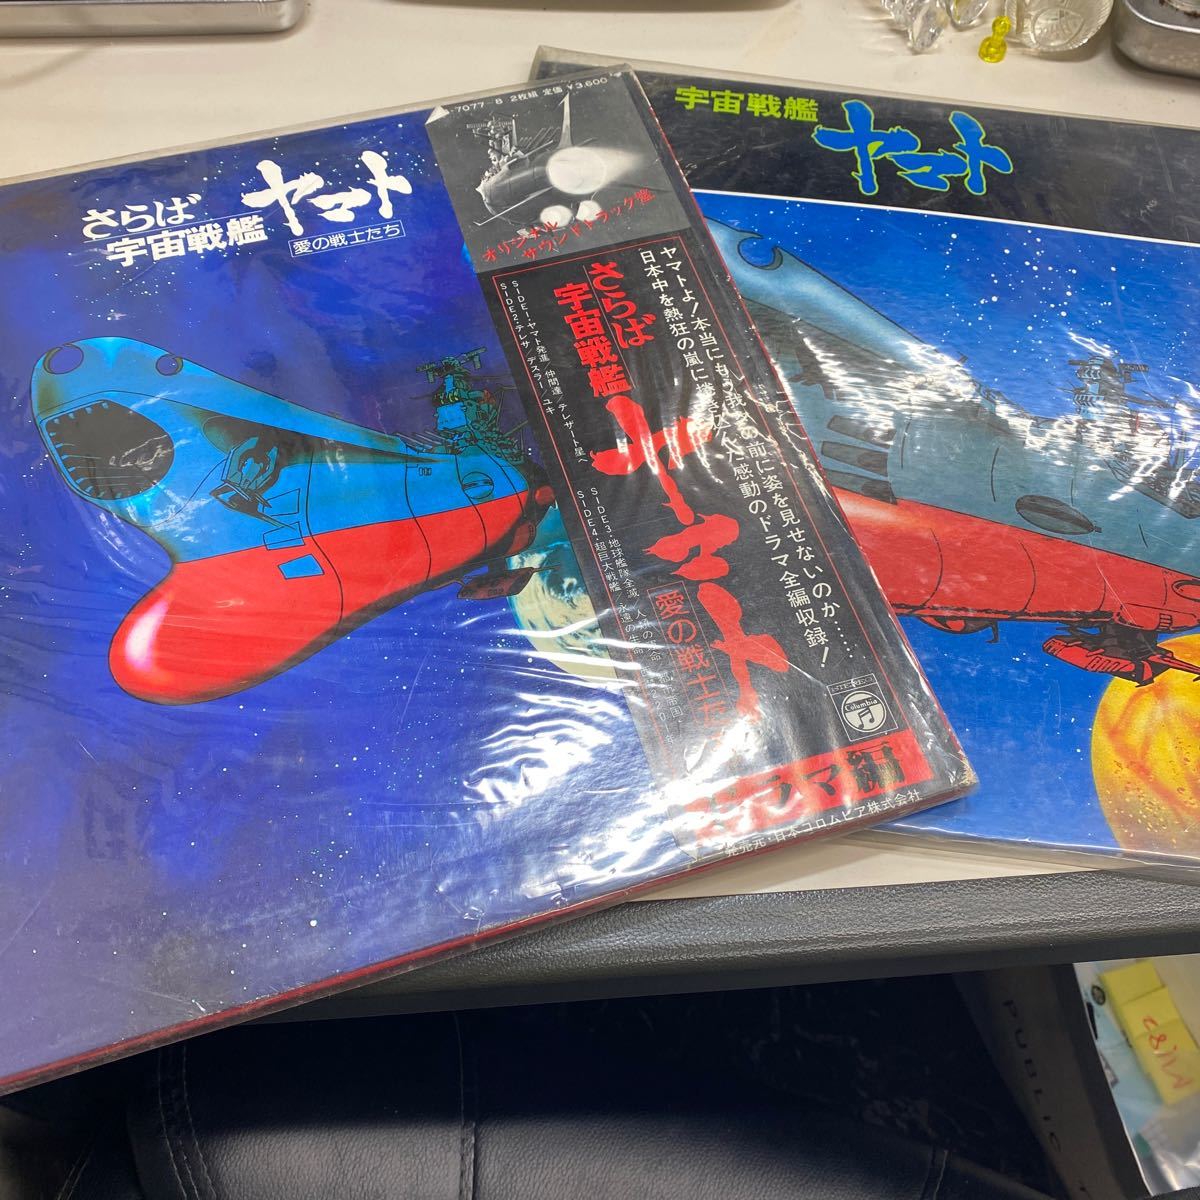 さらば
宇宙戦艦
ヤマト
愛の戦士たち
-7077~8 2枚組 定価 ¥3,600
オリジナル
サウンドトラック盤
ヤマトよ!本当にもう我々の前に姿を見せないのか……
日本中を熱狂の嵐に 感動のドラマ全編収録!
さらば
宇宙戦艦
ヤマト
愛の戦士た
SIDE1・ヤマト発進 仲間達/テレザート星へ
SIDE2・テレサ デスラー/ユキ
SIDE3・地球艦隊全滅
SIDE4・超巨大戦艦 永遠の生命
STEREO
Columbia
ドラマ編
発売元・日本コロムビア株式会社
宇宙戦艦
ヤマト
PUBLIC